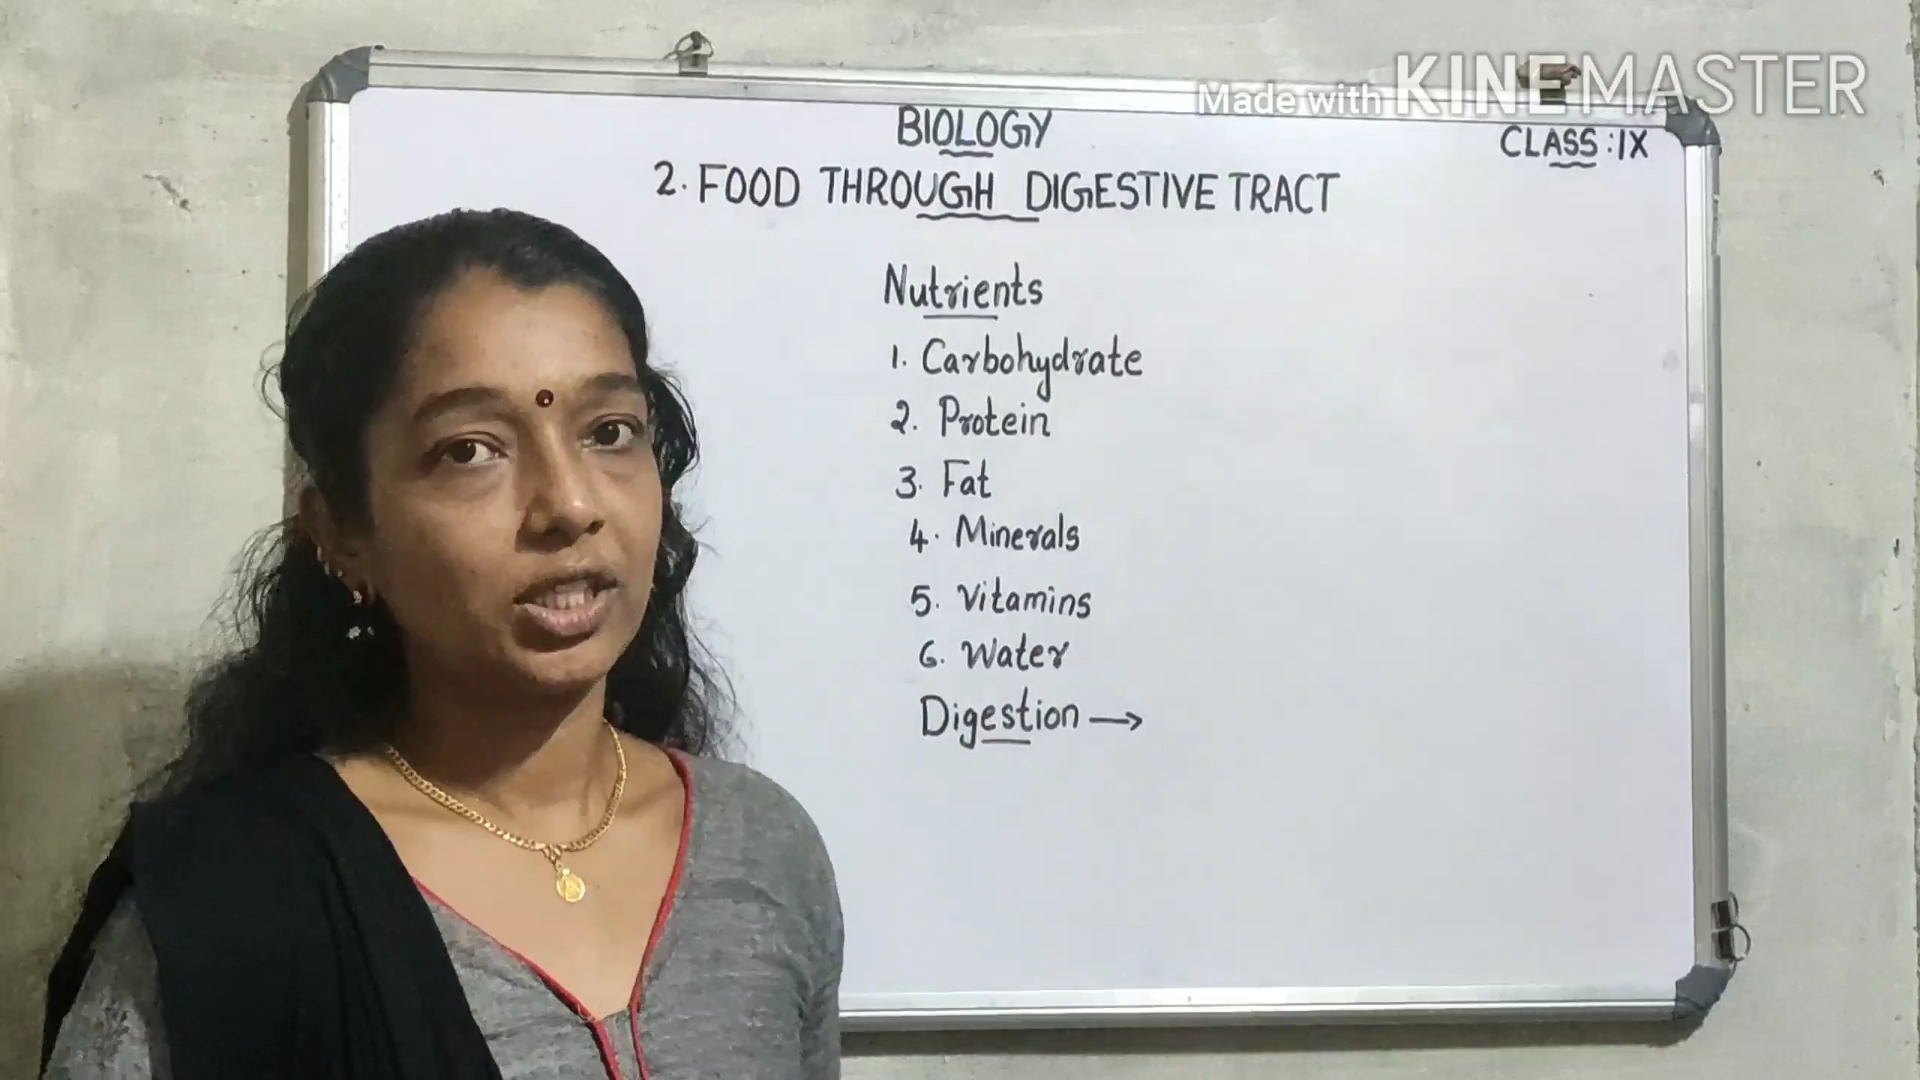 Made with KINEMASTER
BIOLOGY
CLASS : IX
2. FOOD THROUGH DIGESTIVE TRACT
Nutrients
1. Carbohydrate
2. Protein
3. Fat
4. Minerals
5. Vitamins
6. Water
Digestion →